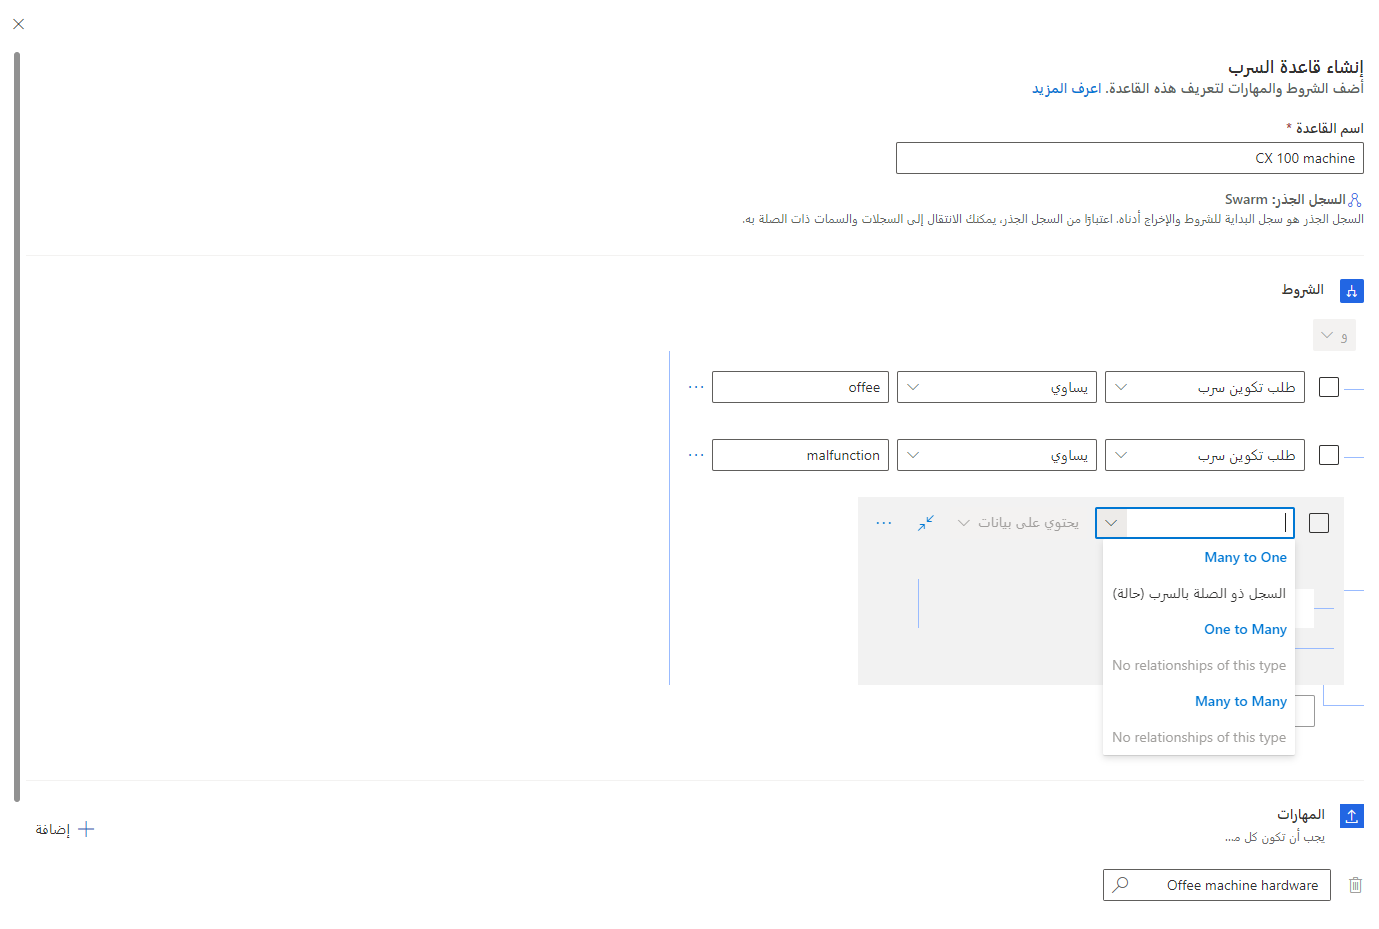 إنشاء قاعدة السرب
أضف الشروط والمهارات لتعريف هذه القاعدة. اعرف المزيد
اسم القاعدة *
CX 100 machine
السجل الجذر: Swarm
السجل الجذر هو سجل البداية للشروط والإخراج أدناه. اعتبارًا من السجل الجذر، يمكنك الانتقال إلى السجلات والسمات ذات الصلة به.
الشروط
و
طلب تكوين سرب يساوي offee
طلب تكوين سرب يساوي malfunction
يحتوي على بيانات
Many to One
السجل ذو الصلة بالسرب (حالة)
One to Many
No relationships of this type
Many to Many
No relationships of this type
المهارات
يجب أن تكون كل مـ...
إضافة
Offee machine hardware